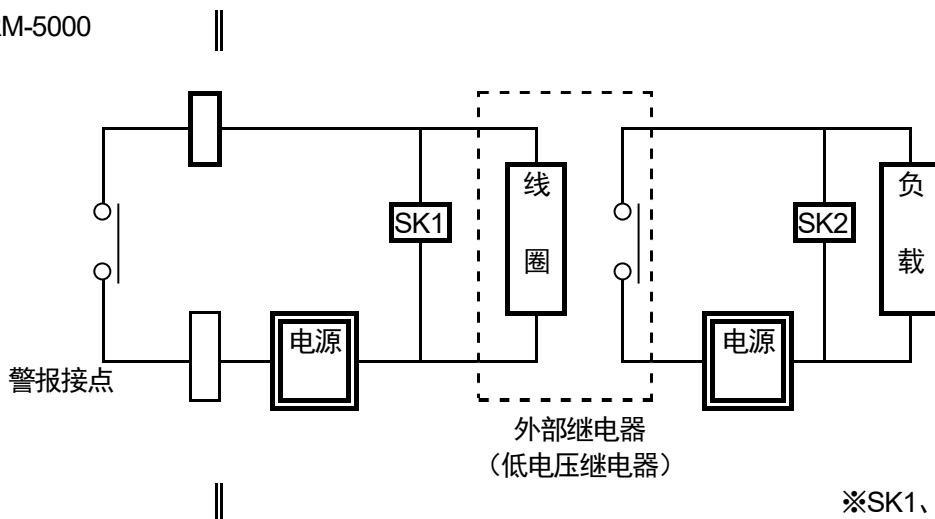 M-5000
SK1
线圈
SK2
负载
电源
电源
警报接点
外部继电器
（低电压继电器）
※SK1、